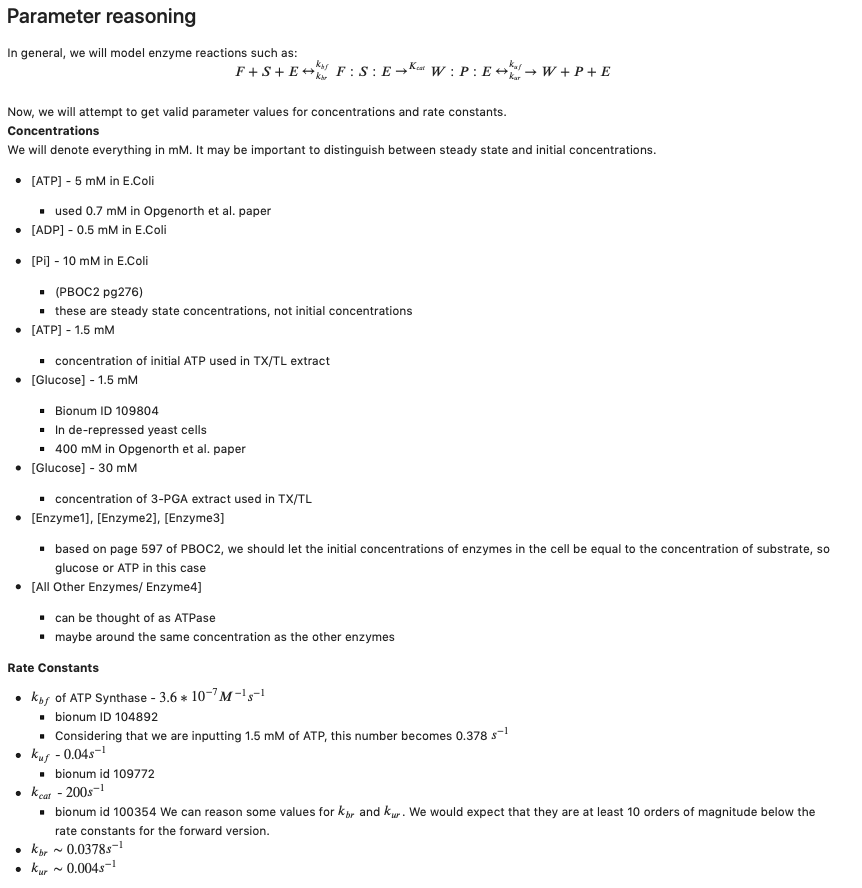 Parameter reasoning
In general, we will model enzyme reactions such as:
F + S + E ↔^{k_{bf}}_{k_{br}} F : S : E →^{K_{cat}} W : P : E ↔^{k_{uf}}_{k_{ur}} → W + P + E
Now, we will attempt to get valid parameter values for concentrations and rate constants.
Concentrations
We will denote everything in mM. It may be important to distinguish between steady state and initial concentrations.
• [ATP] - 5 mM in E.Coli
▪ used 0.7 mM in Opgenorth et al. paper
• [ADP] - 0.5 mM in E.Coli
• [Pi] - 10 mM in E.Coli
▪ (PBOC2 pg276)
▪ these are steady state concentrations, not initial concentrations
• [ATP] - 1.5 mM
▪ concentration of initial ATP used in TX/TL extract
• [Glucose] - 1.5 mM
▪ Bionum ID 109804
▪ In de-repressed yeast cells
▪ 400 mM in Opgenorth et al. paper
• [Glucose] - 30 mM
▪ concentration of 3-PGA extract used in TX/TL
• [Enzyme1], [Enzyme2], [Enzyme3]
▪ based on page 597 of PBOC2, we should let the initial concentrations of enzymes in the cell be equal to the concentration of substrate, so
glucose or ATP in this case
• [All Other Enzymes/ Enzyme4]
▪ can be thought of as ATPase
▪ maybe around the same concentration as the other enzymes
Rate Constants
• k_{bf} of ATP Synthase - 3.6 * 10^{-7} M^{-1} s^{-1}
▪ bionum ID 104892
▪ Considering that we are inputting 1.5 mM of ATP, this number becomes 0.378 s^{-1}
• k_{uf} - 0.04s^{-1}
▪ bionum id 109772
• k_{cat} - 200s^{-1}
▪ bionum id 100354 We can reason some values for k_{br} and k_{ur}. We would expect that they are at least 10 orders of magnitude below the
rate constants for the forward version.
• k_{br} ~ 0.0378s^{-1}
• k_{ur} ~ 0.004s^{-1}